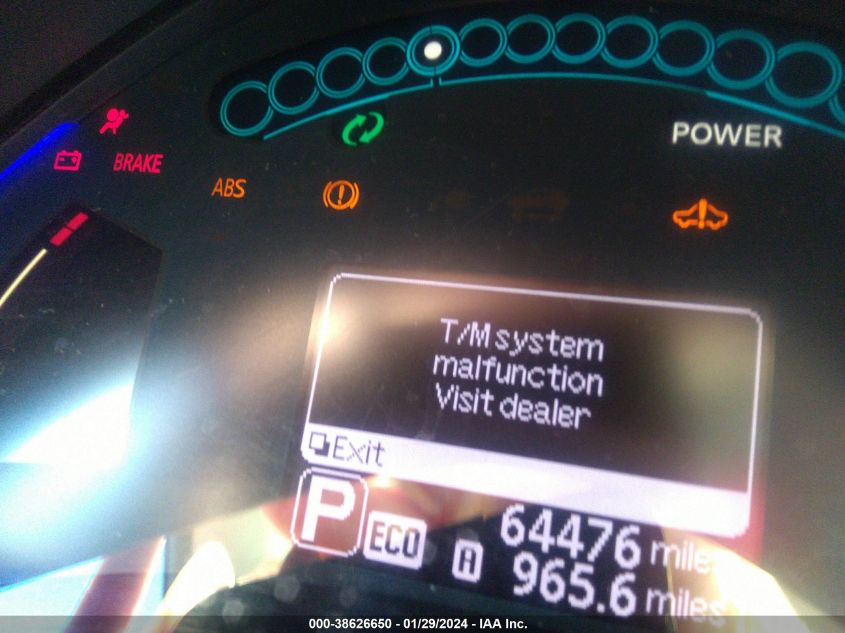 POWER
BRAKE
ABS
T/M system
malfunction
Visit dealer
Exit
P
ECO
A
64476 miles
965.6 miles
000-38626650 - 01/29/2024 - IAA Inc.